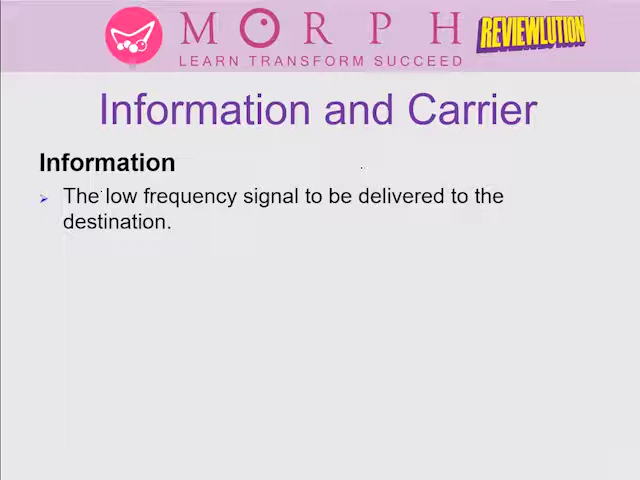 MORPH
REVIEWLUTION
LEARN TRANSFORM SUCCEED
Information and Carrier
Information
The low frequency signal to be delivered to the
destination.